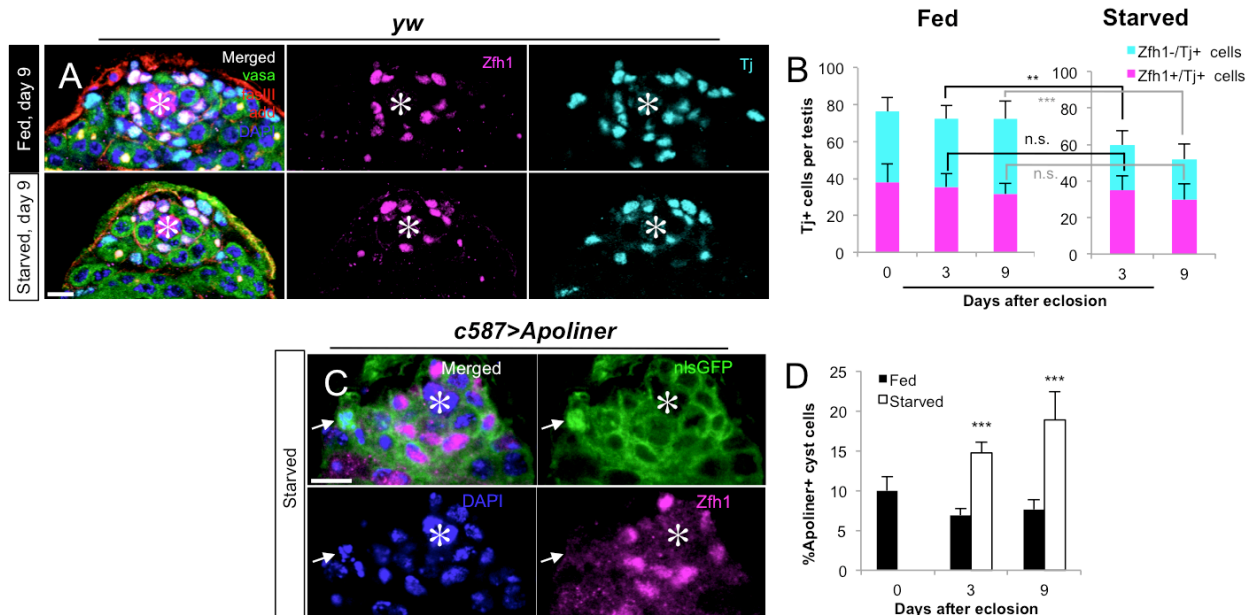 yw
Fed, day 9
A
Merged
vasa
FasIII
add
DAPI
*
Zfh1
*
Tj
*
Starved, day 9
*
*
*
Fed
Starved
Zfh1-/Tj+ cells
Zfh1+/Tj+ cells
B
Tj+ cells per testis
100
80
60
40
20
0
**
***
n.s.
n.s.
100
80
60
40
20
0
0 3 9 3 9
Days after eclosion
c587>Apoliner
Starved
C
Merged
*
nlsGFP
*
DAPI
*
Zfh1
*
D
%Apoliner+ cyst cells
25
20
15
10
5
0
Fed
Starved
***
***
0 3 9
Days after eclosion